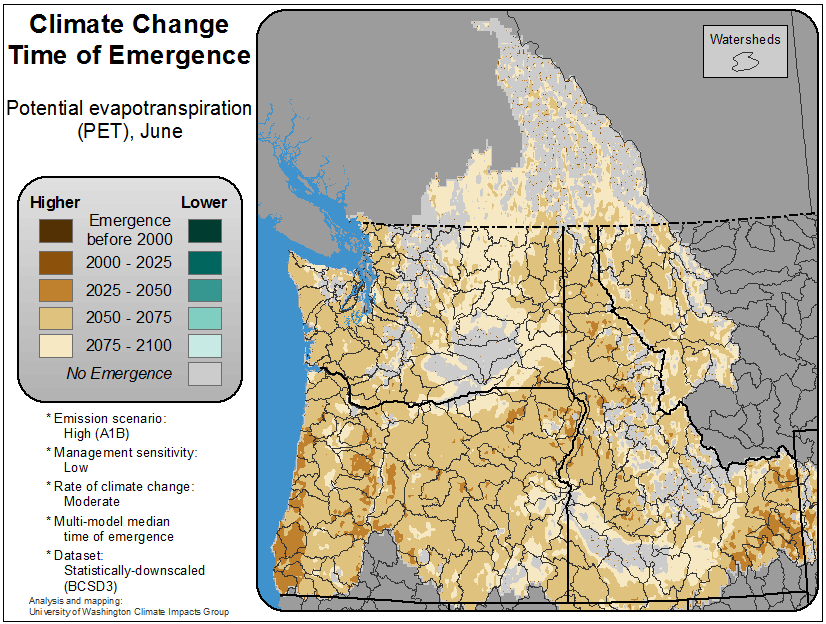 Climate Change
Time of Emergence
Potential evapotranspiration
(PET), June
Higher Lower
Emergence
before 2000
2000 - 2025
2025 - 2050
2050 - 2075
2075 - 2100
No Emergence
* Emission scenario:
High (A1B)
* Management sensitivity:
Low
* Rate of climate change:
Moderate
* Multi-model median
time of emergence
* Dataset:
Statistically-downscaled
(BCSD3)
Analysis and mapping:
University of Washington Climate Impacts Group
Watersheds